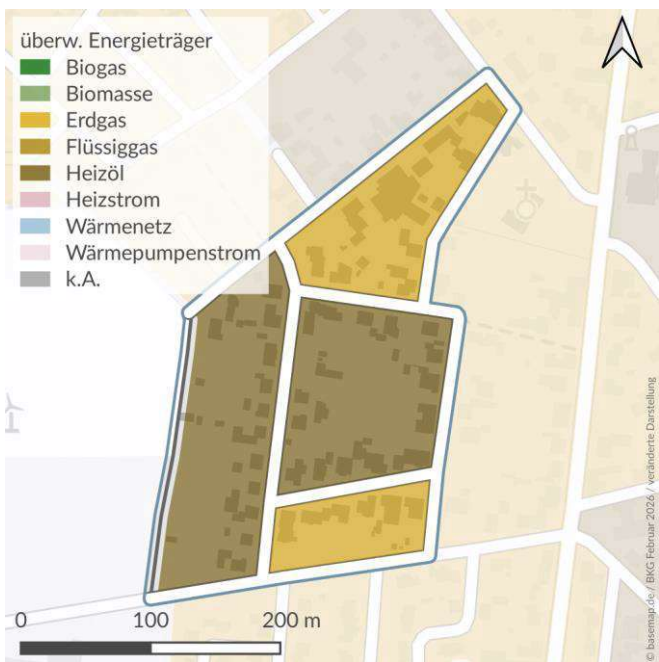 überw. Energieträger
Biogas
Biomasse
Erdgas
Flüssiggas
Heizöl
Heizstrom
Wärmenetz
Wärmepumpenstrom
k.A.
0 100 200 m
© basemap.de / BKG Februar 2026 / veränderte Darstellung